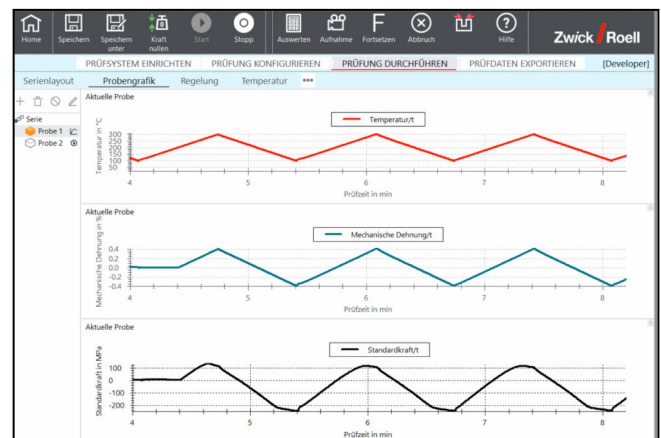 Home Speichern Speichern unter Kraft nullen Start Stopp Auswerten Aufnahme Fortsetzen Abbruch Hilfe Zwick Roell
PRÜFSYSTEM EINRICHTEN PRÜFUNG KONFIGURIEREN PRÜFUNG DURCHFÜHREN PRÜFDATEN EXPORTIEREN [Developer]
Serienlayout Probengrafik Regelung Temperatur •••
Serie
Probe 1
Probe 2
Aktuelle Probe
Temperatur/t
Temperatur in °C
300
250
200
150
100
50
4 5 6 7 8
Prüfzeit in min
Aktuelle Probe
Mechanische Dehnung/t
Mechanische Dehnung in %
0.4
0.2
0.0
-0.2
-0.4
4 5 6 7 8
Prüfzeit in min
Aktuelle Probe
Standardkraft/t
Standardkraft in MPa
100
0
-100
-200
4 5 6 7 8
Prüfzeit in min